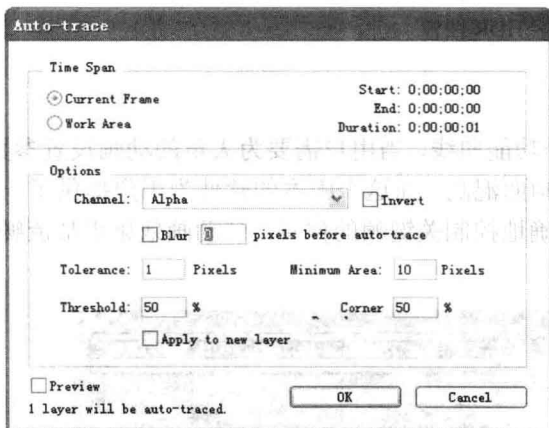 Auto-trace
Time Span
Current Frame
Work Area
Start: 0;00;00;00
End: 0;00;00;00
Duration: 0;00;00;01
Options
Channel: Alpha Invert
Blur pixels before auto-trace
Tolerance: 1 Pixels Minimum Area: 10 Pixels
Threshold: 50 % Corner 50 %
Apply to new layer
Preview
1 layer will be auto-traced.
OK Cancel